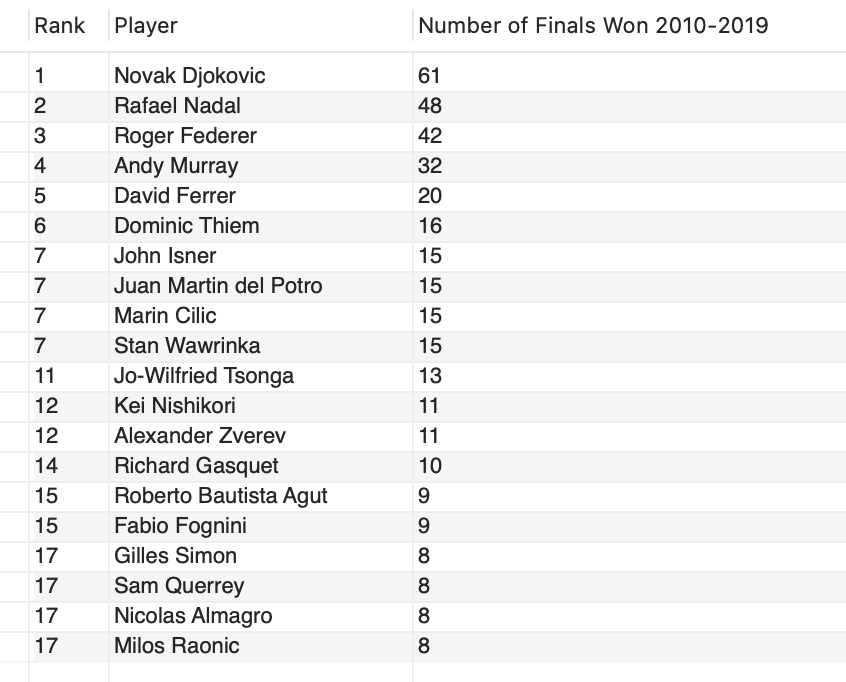 Rank Player Number of Finals Won 2010-2019
1 Novak Djokovic 61
2 Rafael Nadal 48
3 Roger Federer 42
4 Andy Murray 32
5 David Ferrer 20
6 Dominic Thiem 16
7 John Isner 15
7 Juan Martin del Potro 15
7 Marin Cilic 15
7 Stan Wawrinka 15
11 Jo-Wilfried Tsonga 13
12 Kei Nishikori 11
12 Alexander Zverev 11
14 Richard Gasquet 10
15 Roberto Bautista Agut 9
15 Fabio Fognini 9
17 Gilles Simon 8
17 Sam Querrey 8
17 Nicolas Almagro 8
17 Milos Raonic 8